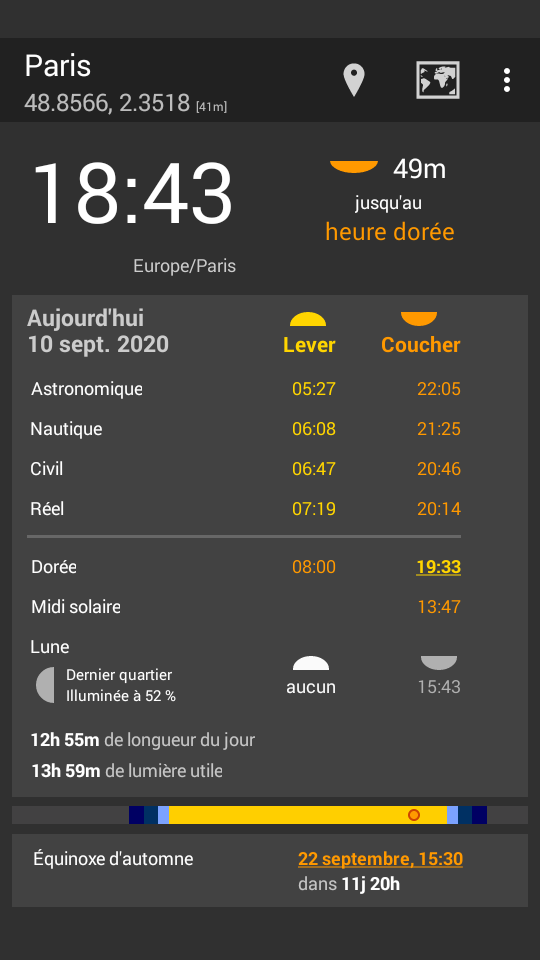 Paris
48.8566, 2.3518 [41m]
18:43
Europe/Paris
49m
jusqu'au
heure dorée
Aujourd'hui
10 sept. 2020
Lever Coucher
Astronomique 05:27 22:05
Nautique 06:08 21:25
Civil 06:47 20:46
Réel 07:19 20:14
Dorée 08:00 19:33
Midi solaire 13:47
Lune
Dernier quartier
Illuminée à 52 %
aucun 15:43
12h 55m de longueur du jour
13h 59m de lumière utile
Équinoxe d'automne 22 septembre, 15:30
dans 11j 20h